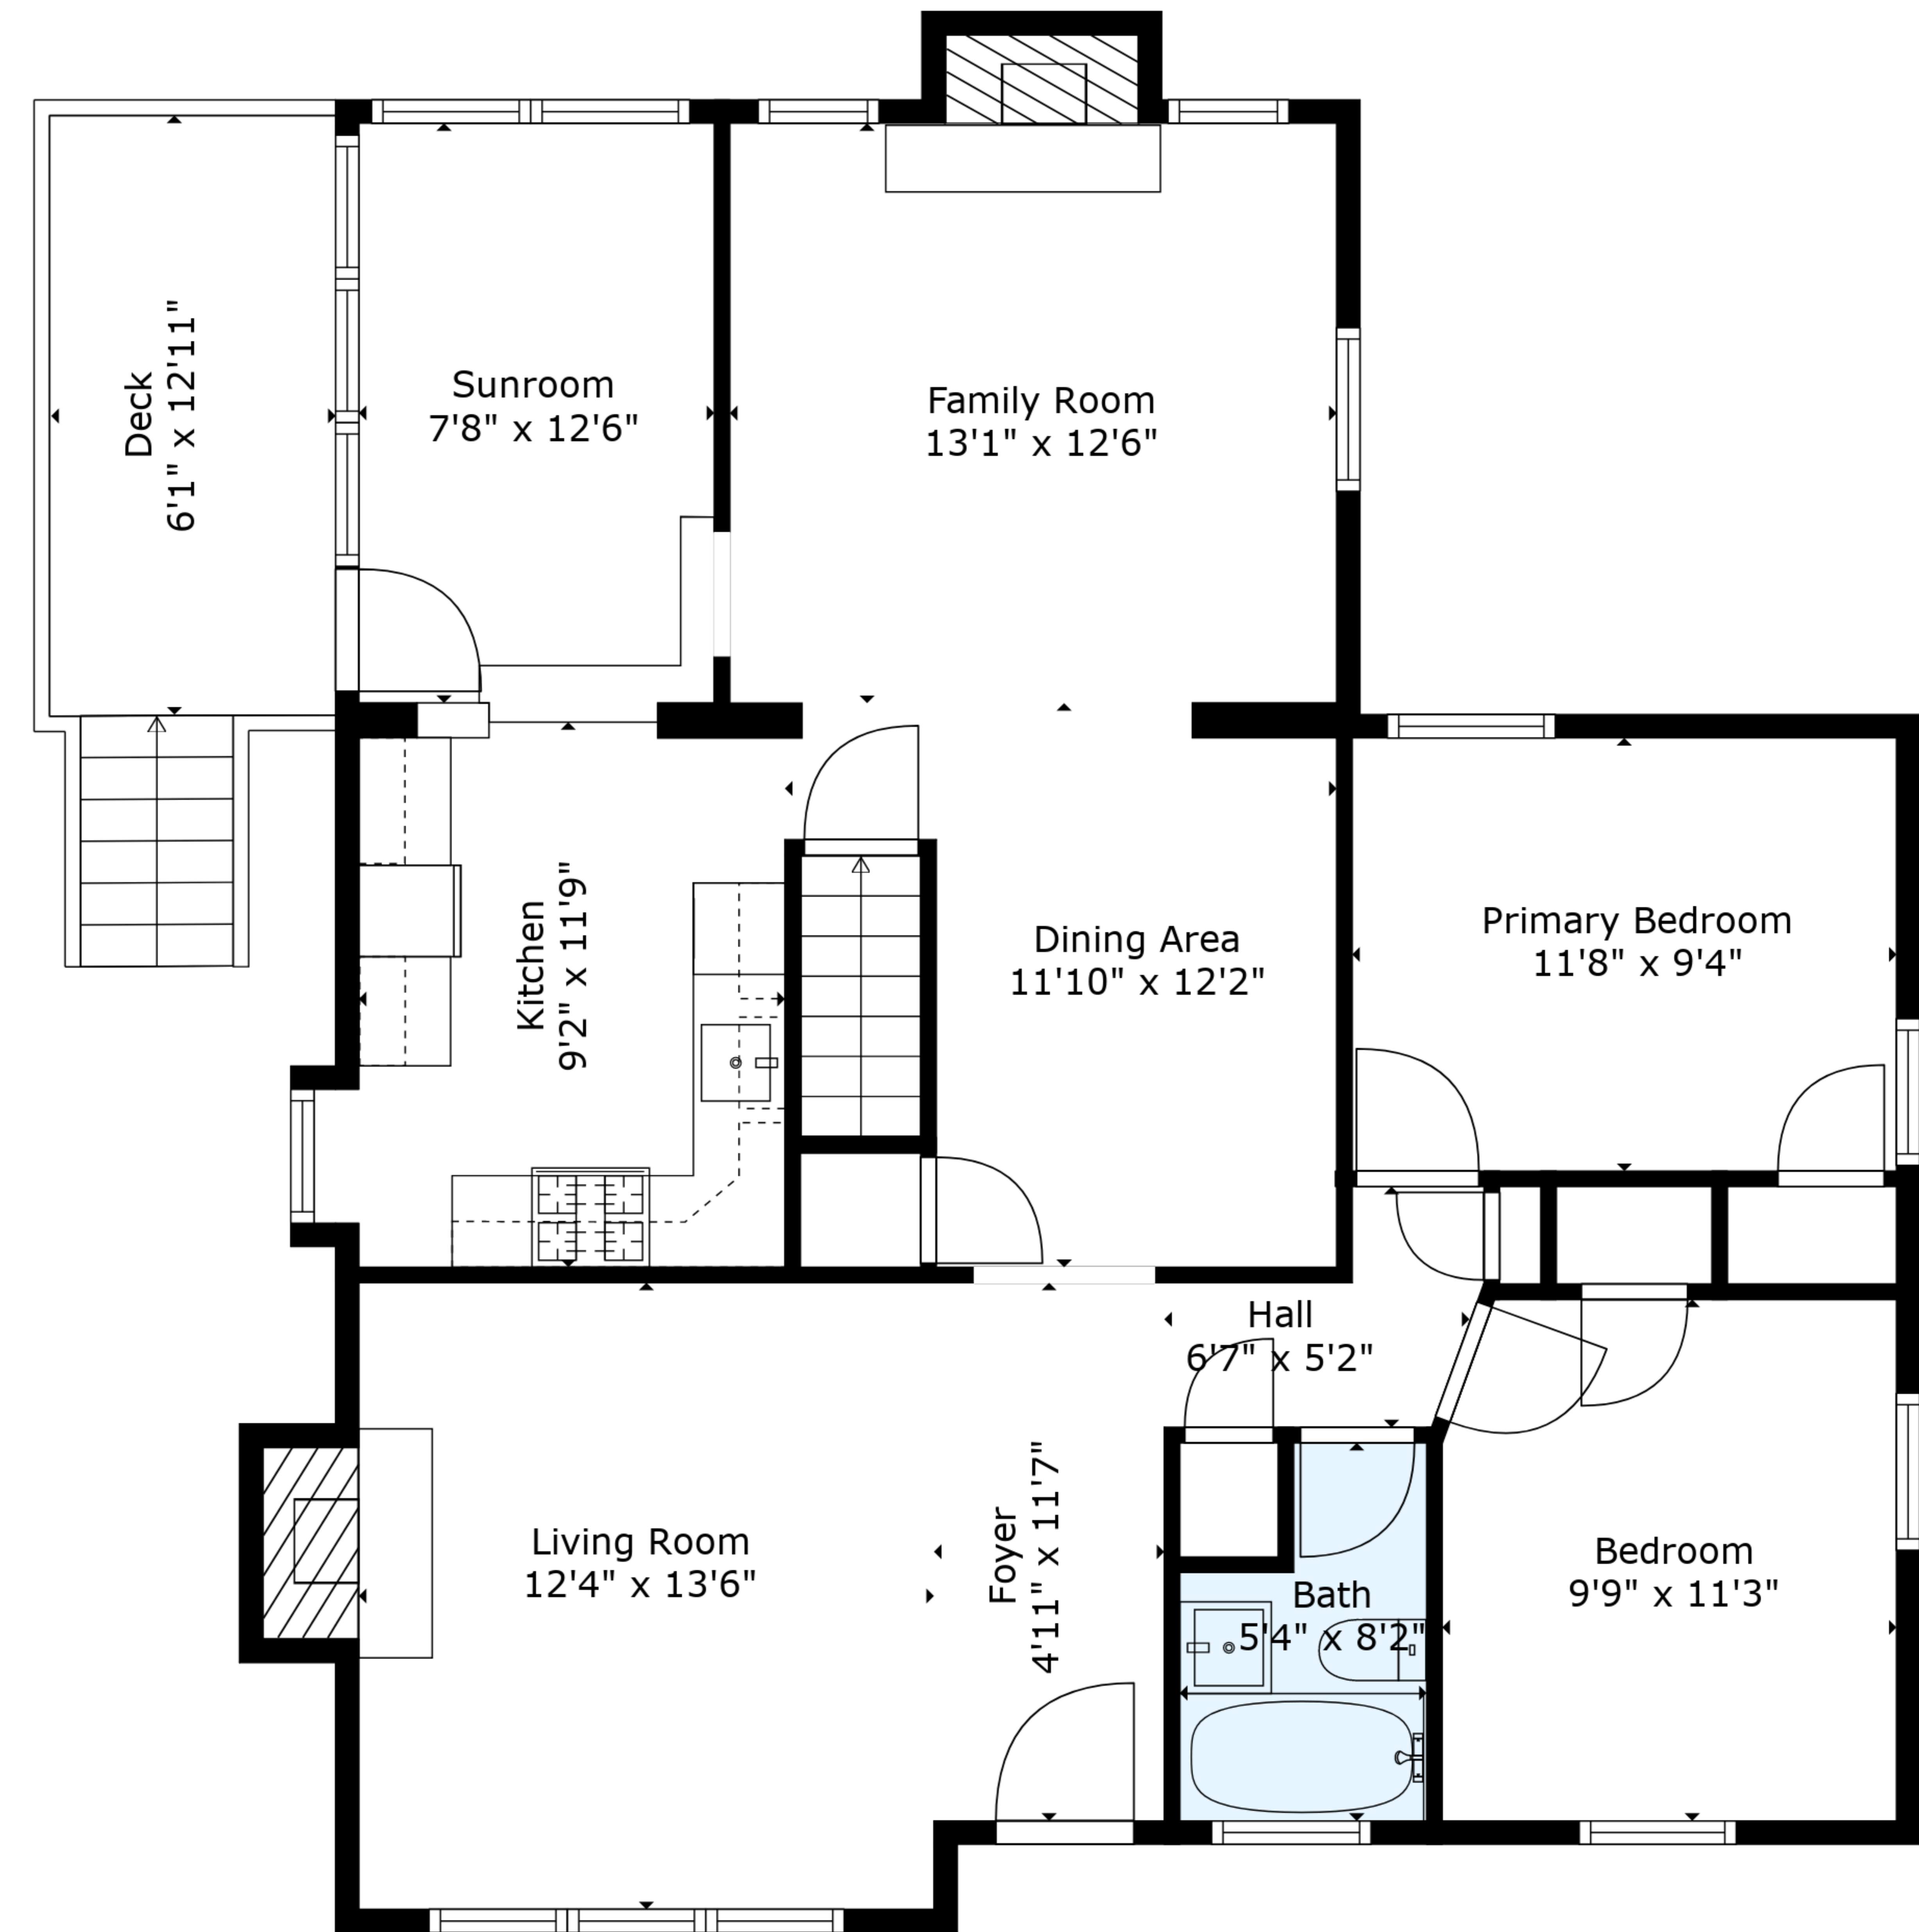 Deck
6'1" x 12'11"
Sunroom
7'8" x 12'6"
Family Room
13'1" x 12'6"
Kitchen
9'2" x 11'9"
Dining Area
11'10" x 12'2"
Primary Bedroom
11'8" x 9'4"
Hall
6'7" x 5'2"
Living Room
12'4" x 13'6"
Foyer
4'11" x 11'7"
Bath
5'4" x 8'2"
Bedroom
9'9" x 11'3"